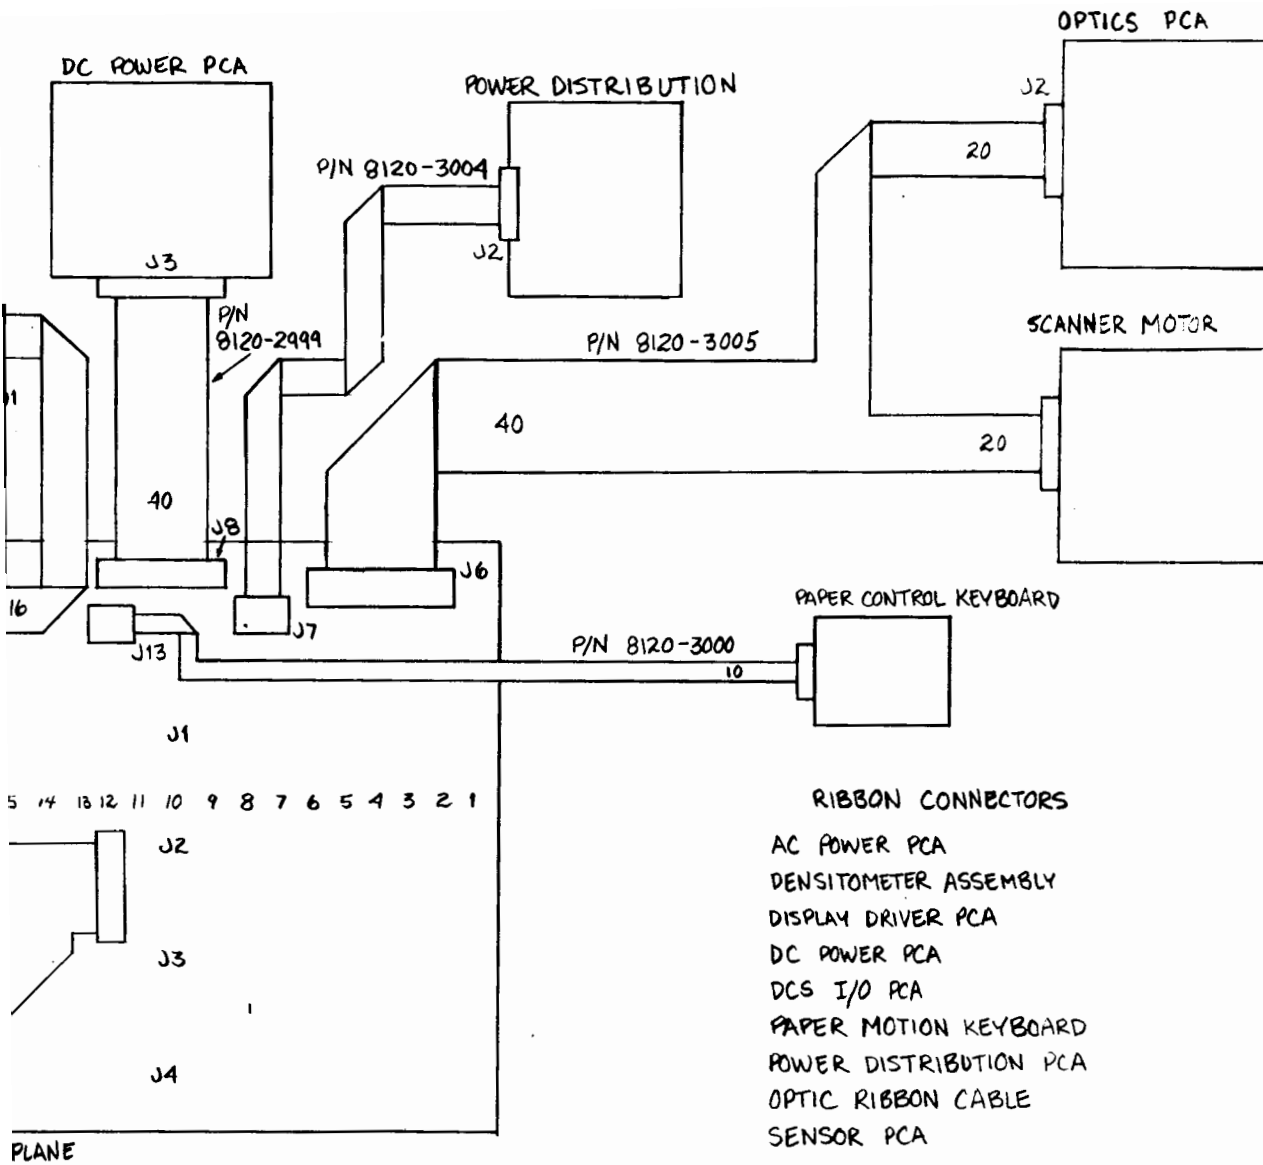 OPTICS PCA
DC POWER PCA
POWER DISTRIBUTION
J2
20
P/N 8120-3004
J2
J3
P/N
8120-2999
SCANNER MOTOR
P/N 8120-3005
40
20
40
J8
J6
16
J7
J13
PAPER CONTROL KEYBOARD
P/N 8120-3000
10
J1
5 14 13 12 11 10 9 8 7 6 5 4 3 2 1
RIBBON CONNECTORS
J2
AC POWER PCA
DENSITOMETER ASSEMBLY
DISPLAY DRIVER PCA
J3
DC POWER PCA
DCS I/O PCA
PAPER MOTION KEYBOARD
J4
POWER DISTRIBUTION PCA
OPTIC RIBBON CABLE
SENSOR PCA
PLANE